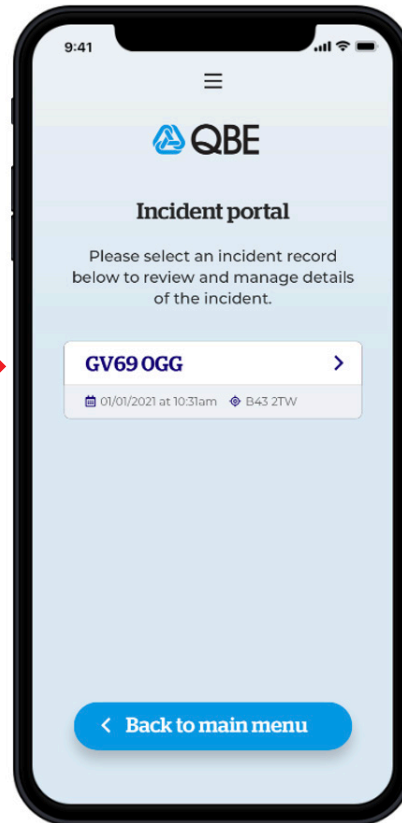 9:41
QBE
Incident portal
Please select an incident record
below to review and manage details
of the incident.
GV69 OGG
01/01/2021 at 10:31am B43 2TW
Back to main menu